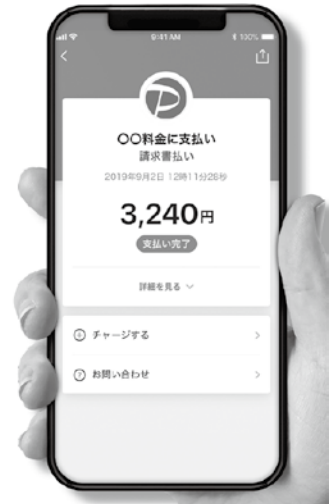 9:41 AM
100%
〇〇料金に支払い
請求書払い
2019年9月2日 12時11分28秒
3,240円
支払い完了
詳細を見る
チャージする
お問い合わせ